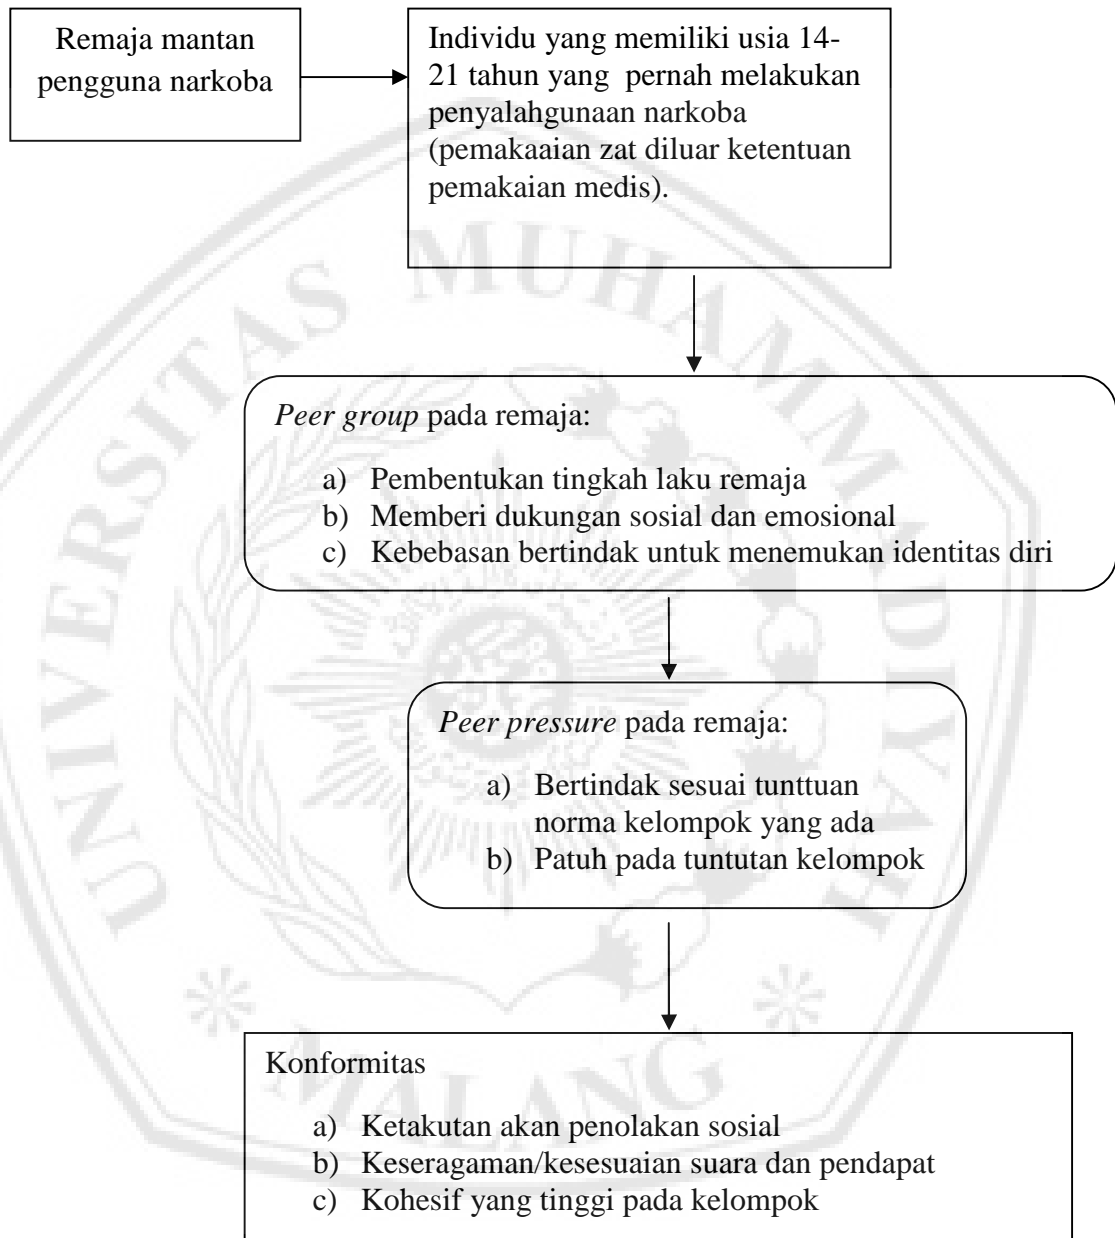 Remaja mantan
pengguna narkoba
Individu yang memiliki usia 14-
21 tahun yang pernah melakukan
penyalahgunaan narkoba
(pemakaaian zat diluar ketentuan
pemakaian medis).
Peer group pada remaja:
a) Pembentukan tingkah laku remaja
b) Memberi dukungan sosial dan emosional
c) Kebebasan bertindak untuk menemukan identitas diri
Peer pressure pada remaja:
a) Bertindak sesuai tunttuan
norma kelompok yang ada
b) Patuh pada tuntutan kelompok
Konformitas
a) Ketakutan akan penolakan sosial
b) Keseragaman/kesesuaian suara dan pendapat
c) Kohesif yang tinggi pada kelompok
UNIVERSITAS MUHAMMADIYAH
MALANG